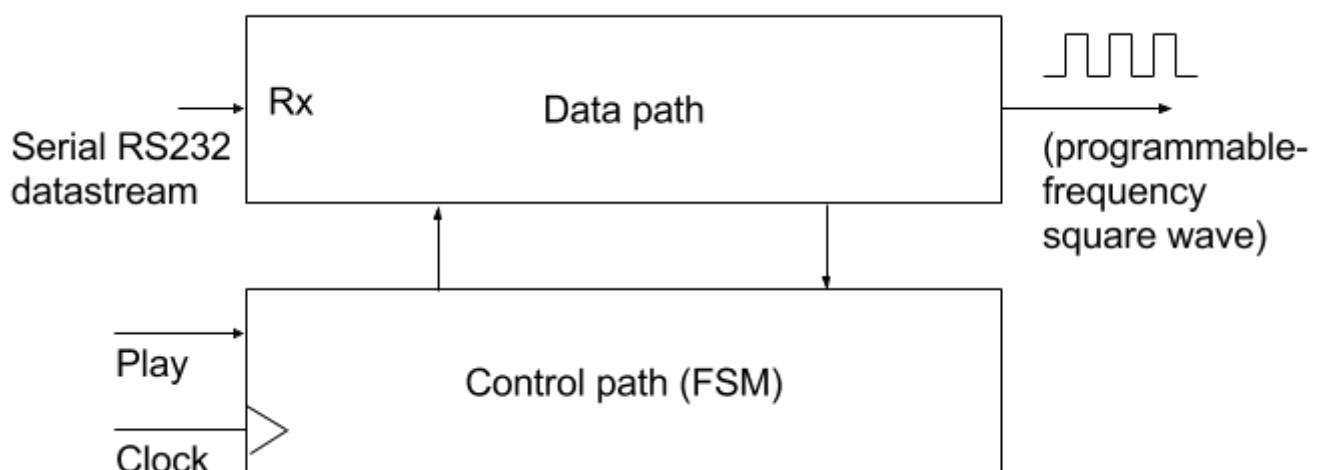 Rx
Data path
Serial RS232
datastream
(programmable-
frequency
square wave)
Play
Control path (FSM)
Clock